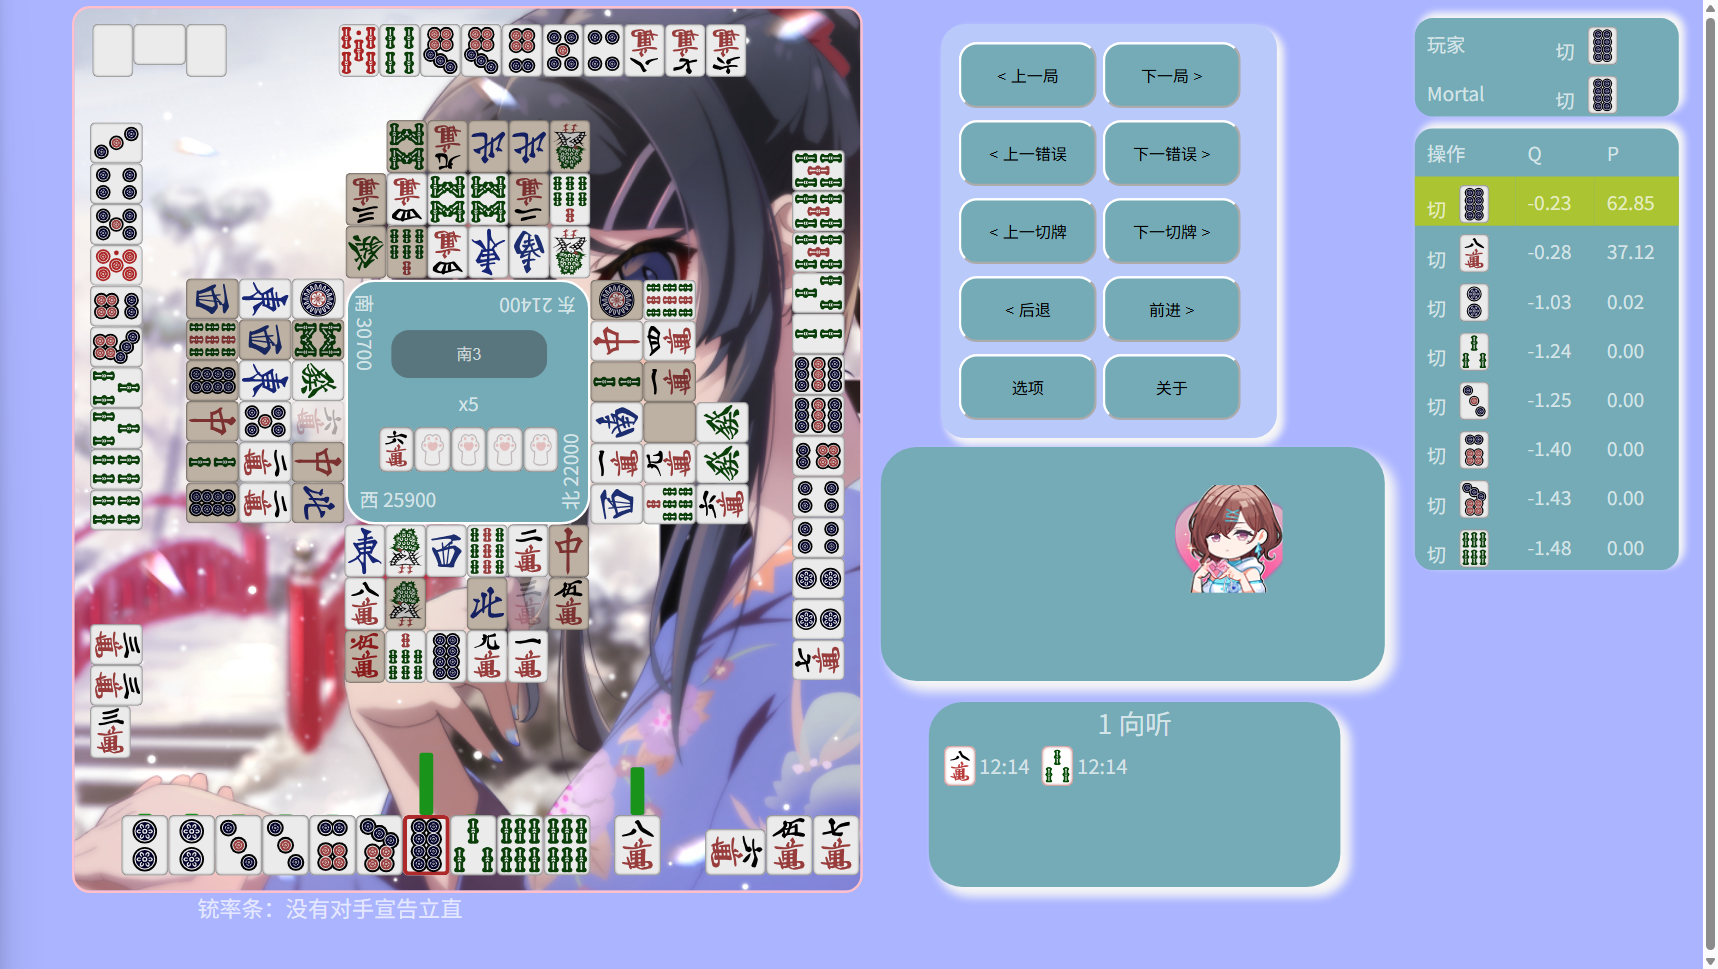 < 上一局
下一局 >
< 上一错误
下一错误 >
< 上一切牌
下一切牌 >
< 后退
前进 >
选项
关于
玩家 切
Mortal 切
操作 Q P
切 -0.23 62.85
切 -0.28 37.12
切 -1.03 0.02
切 -1.24 0.00
切 -1.25 0.00
切 -1.40 0.00
切 -1.43 0.00
切 -1.48 0.00
东 21400
南 30700
南3
x5
北 22000
西 25900
1 向听
12:14 12:14
铳率条：没有对手宣告立直